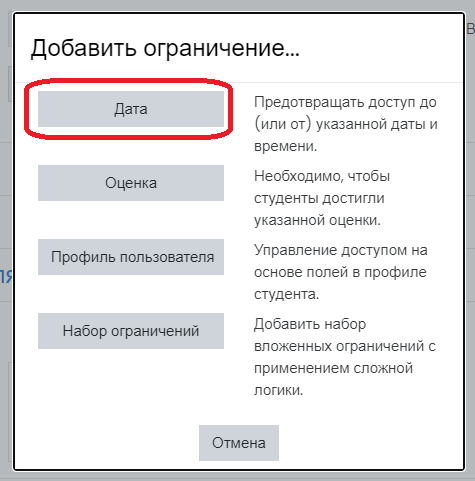 Добавить ограничение...
Дата
Предотвращать доступ до
(или от) указанной даты и
времени.
Оценка
Необходимо, чтобы
студенты достигли
указанной оценки.
Профиль пользователя
Управление доступом на
основе полей в профиле
студента.
Набор ограничений
Добавить набор
вложенных ограничений с
применением сложной
логики.
Отмена